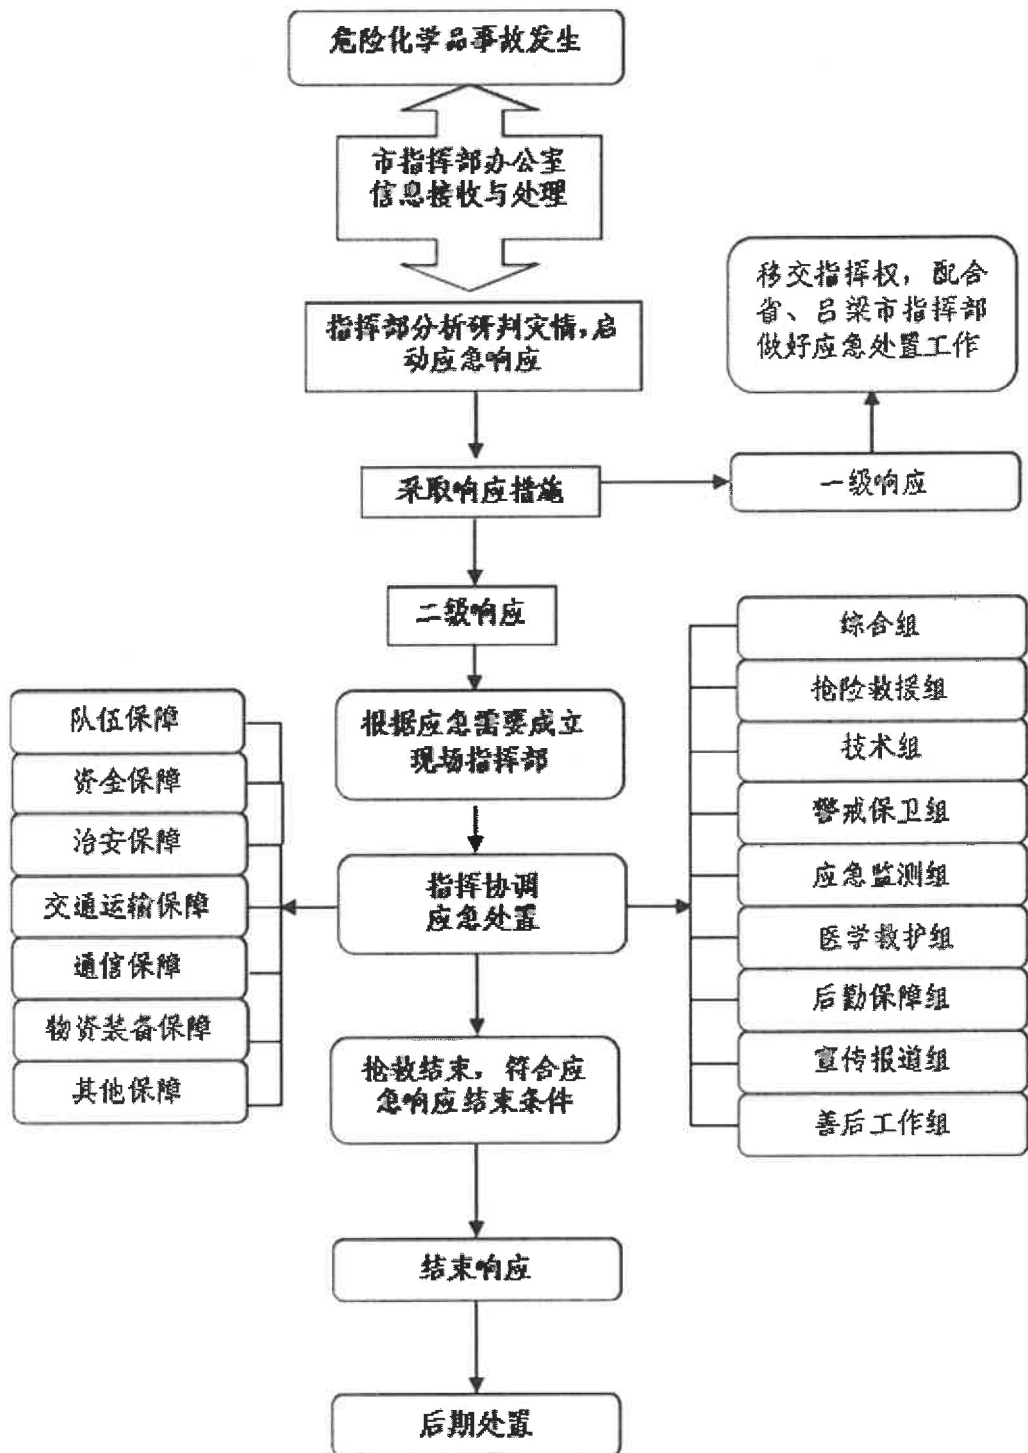 危险化学品事故发生
市指挥部办公室
信息接收与处理
指挥部分析研判灾情,启
动应急响应
移交指挥权，配合
省、吕梁市指挥部
做好应急处置工作
采取响应措施
一级响应
二级响应
根据应急需要成立
现场指挥部
指挥协调
应急处置
队伍保障
资金保障
治安保障
交通运输保障
通信保障
物资装备保障
其他保障
综合组
抢险救援组
技术组
警戒保卫组
应急监测组
医学救护组
后勤保障组
宣传报道组
善后工作组
抢救结束，符合应
急响应结束条件
结束响应
后期处置